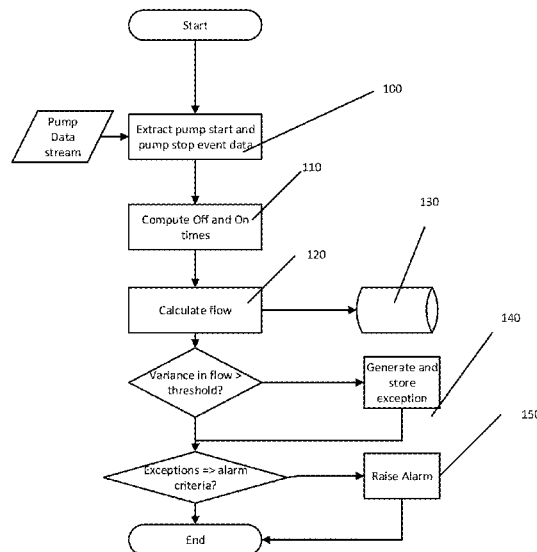 Start
100
Pump
Data
stream
Extract pump start and
pump stop event data
110
Compute Off and On
times
130
120
Calculate flow
140
Variance in flow >
threshold?
Generate and
store
exception
150
Exceptions => alarm
criteria?
Raise Alarm
End